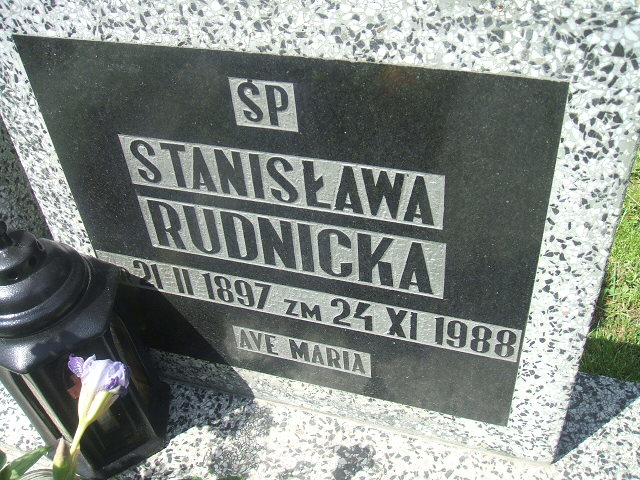 ŚP
STANISŁAWA
RUDNICKA
21 II 1897 ZM 24 XI 1988
AVE MARIA